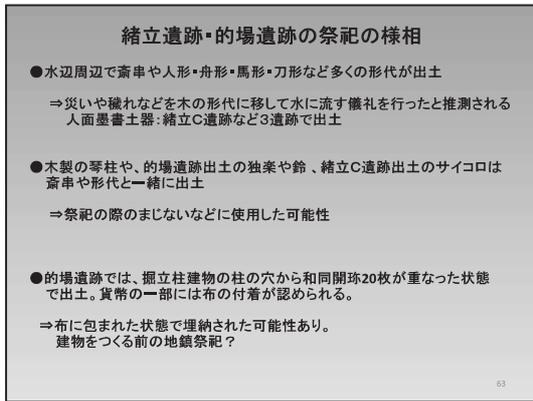 緒立遺跡・的場遺跡の祭祀の様相
●水辺周辺で斎串や人形・舟形・馬形・刀形など多くの形代が出土
⇒災いや穢れなどを木の形代に移して水に流す儀礼を行ったと推測される
人面墨書土器：緒立C遺跡など3遺跡で出土
●木製の琴柱や、的場遺跡出土の独楽や鈴、緒立C遺跡出土のサイコロは
斎串や形代と一緒に出土
⇒祭祀の際のまじないなどに使用した可能性
●的場遺跡では、掘立柱建物の柱の穴から和同開珎20枚が重なった状態
で出土。貨幣の一部には布の付着が認められる。
⇒布に包まれた状態で埋納された可能性あり。
建物をつくる前の地鎮祭祀？
63